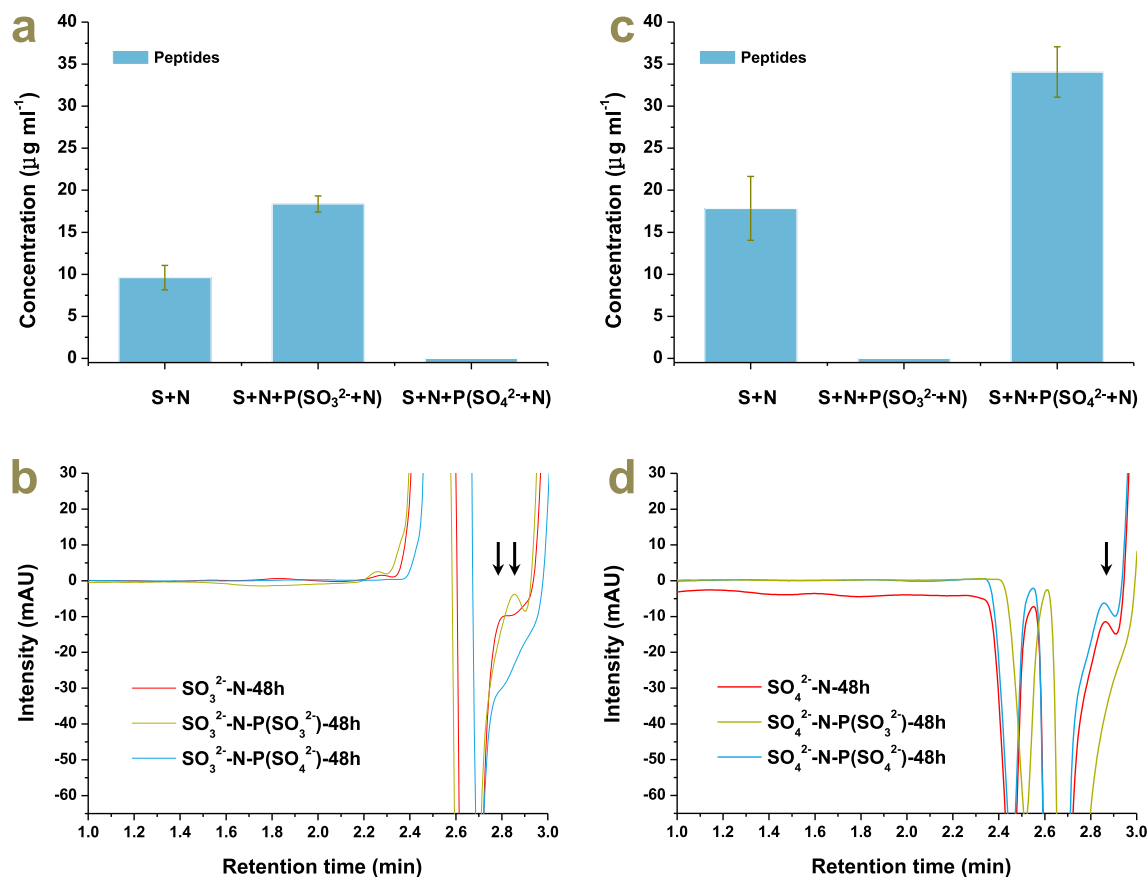 a
Concentration (μg ml⁻¹)
40
35
30
25
20
15
10
5
0
Peptides
S+N
S+N+P(SO₃²⁻+N)
S+N+P(SO₄²⁻+N)
c
Concentration (μg ml⁻¹)
40
35
30
25
20
15
10
5
0
Peptides
S+N
S+N+P(SO₃²⁻+N)
S+N+P(SO₄²⁻+N)
b
Intensity (mAU)
30
20
10
0
-10
-20
-30
-40
-50
-60
SO₃²⁻-N-48h
SO₃²⁻-N-P(SO₃²⁻)-48h
SO₃²⁻-N-P(SO₄²⁻)-48h
1.0 1.2 1.4 1.6 1.8 2.0 2.2 2.4 2.6 2.8 3.0
Retention time (min)
d
Intensity (mAU)
30
20
10
0
-10
-20
-30
-40
-50
-60
SO₄²⁻-N-48h
SO₄²⁻-N-P(SO₃²⁻)-48h
SO₄²⁻-N-P(SO₄²⁻)-48h
1.0 1.2 1.4 1.6 1.8 2.0 2.2 2.4 2.6 2.8 3.0
Retention time (min)